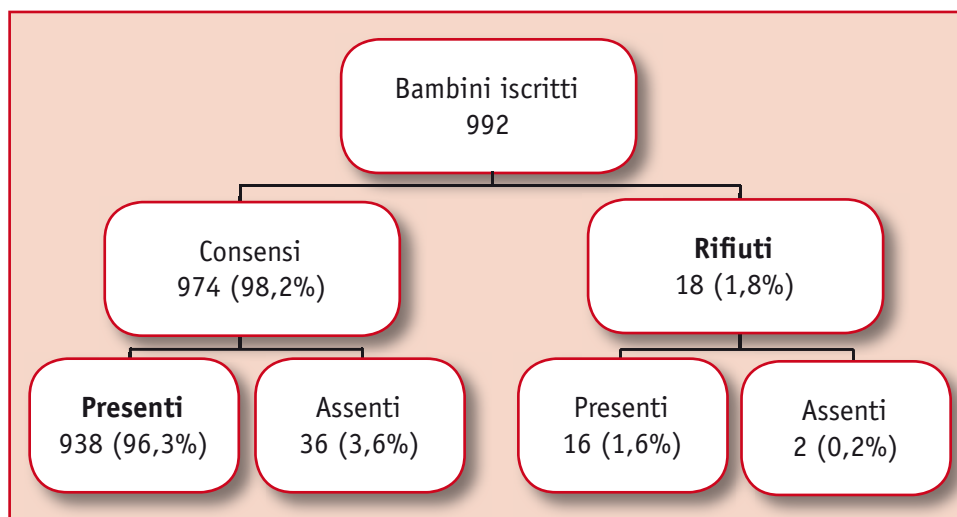 Bambini iscritti
992
Consensi
974 (98,2%)
Rifiuti
18 (1,8%)
Presenti
938 (96,3%)
Assenti
36 (3,6%)
Presenti
16 (1,6%)
Assenti
2 (0,2%)